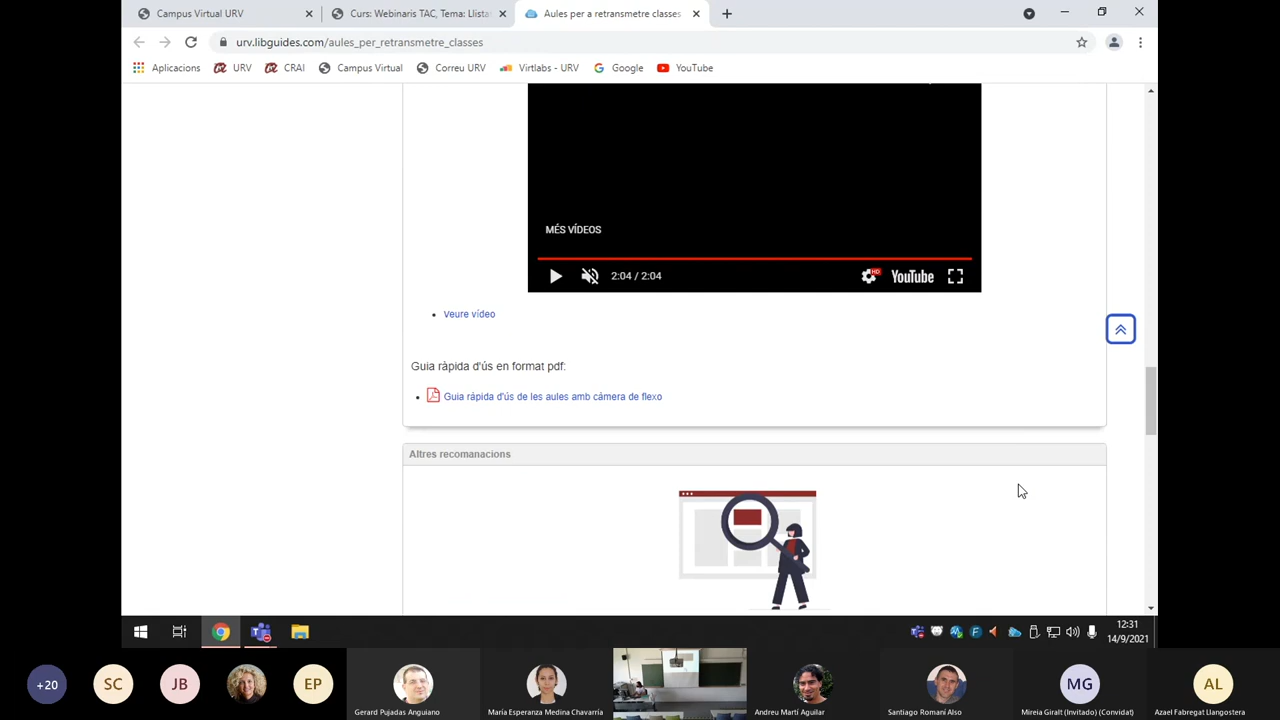 Campus Virtual URV
Curs: Webinaris TAC, Tema: Llista
Aules per a retransmetre classes
urv.libguides.com/aules_per_retransmetre_classes
Aplicacions
URV
CRAI
Campus Virtual
Correu URV
Virtlabs - URV
Google
YouTube
MÉS VÍDEOS
2:04 / 2:04
HD
YouTube
Veure vídeo
Guia ràpida d'ús en format pdf:
Guia ràpida d'ús de les aules amb càmera de flexo
Altres recomanacions
12:31
14/9/2021
+20
SC
JB
EP
MG
AL
Gerard Pujadas Anguiano
María Esperanza Medina Chavarría
Andreu Martí Aguilar
Santiago Romaní Also
Mireia Giralt (Invitado) (Convidat)
Azael Fabregat Llangostera